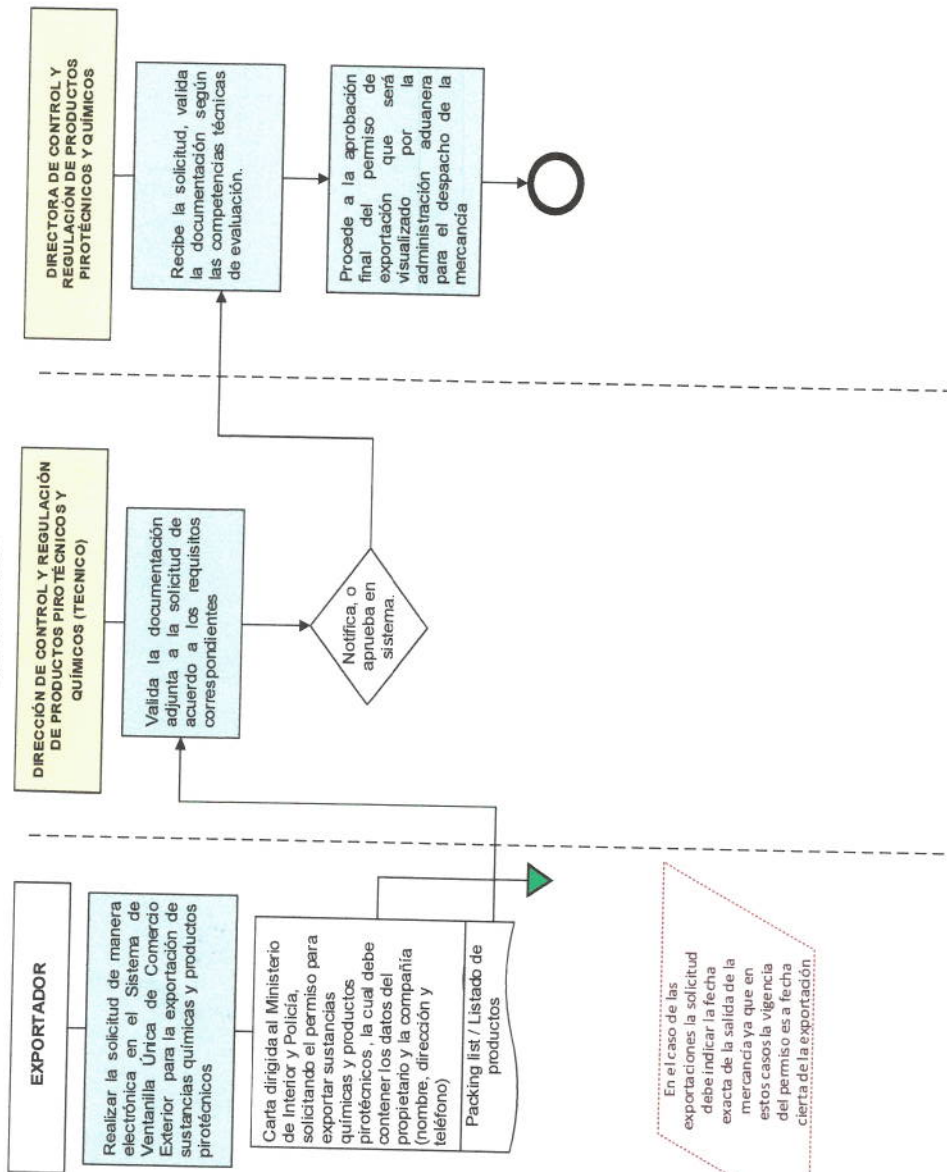 EXPORTADOR
Realizar la solicitud de manera
electrónica en el Sistema de
Ventanilla Única de Comercio
Exterior para la exportación de
sustancias químicas y productos
pirotécnicos
Carta dirigida al Ministerio
de Interior y Policía,
solicitando el permiso para
exportar sustancias
químicas y productos
pirotécnicos , la cual debe
contener los datos del
propietario y la compañía
(nombre, dirección y
teléfono)
Packing list / Listado de
productos
En el caso de las
exportaciones la solicitud
debe indicar la fecha
exacta de la salida de la
mercancia ya que en
estos casos la vigencia
del permiso es a fecha
cierta de la exportación
DIRECCIÓN DE CONTROL Y REGULACIÓN
DE PRODUCTOS PIROTÉCNICOS Y
QUÍMICOS (TECNICO)
Valida la documentación
adjunta a la solicitud de
acuerdo a los requisitos
correspondientes
Notifica, o
aprueba en
sistema.
DIRECTORA DE CONTROL Y
REGULACIÓN DE PRODUCTOS
PIROTÉCNICOS Y QUÍMICOS
Recibe la solicitud, valida
la documentación según
las competencias técnicas
de evaluación.
Procede a la aprobación
final del permiso de
exportación que será
visualizado por la
administración aduanera
para el despacho de la
mercancía